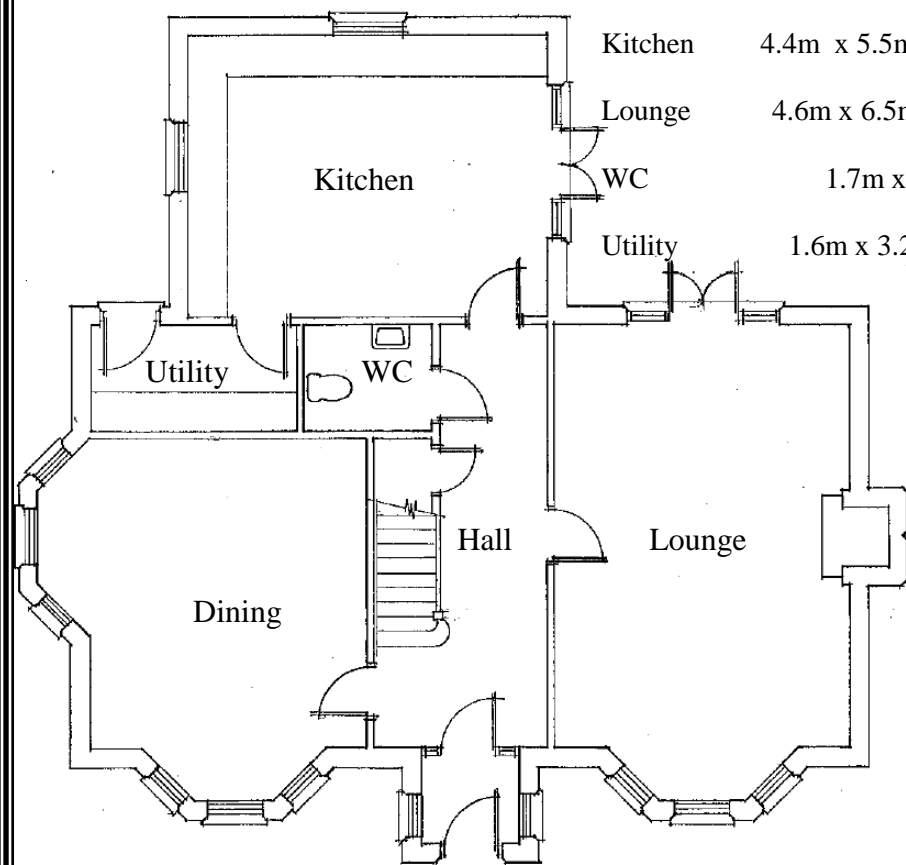 Kitchen 4.4m x 5.5m
Lounge 4.6m x 6.5m
WC 1.7m x
Utility 1.6m x 3.2
Kitchen
Utility
WC
Hall
Lounge
Dining